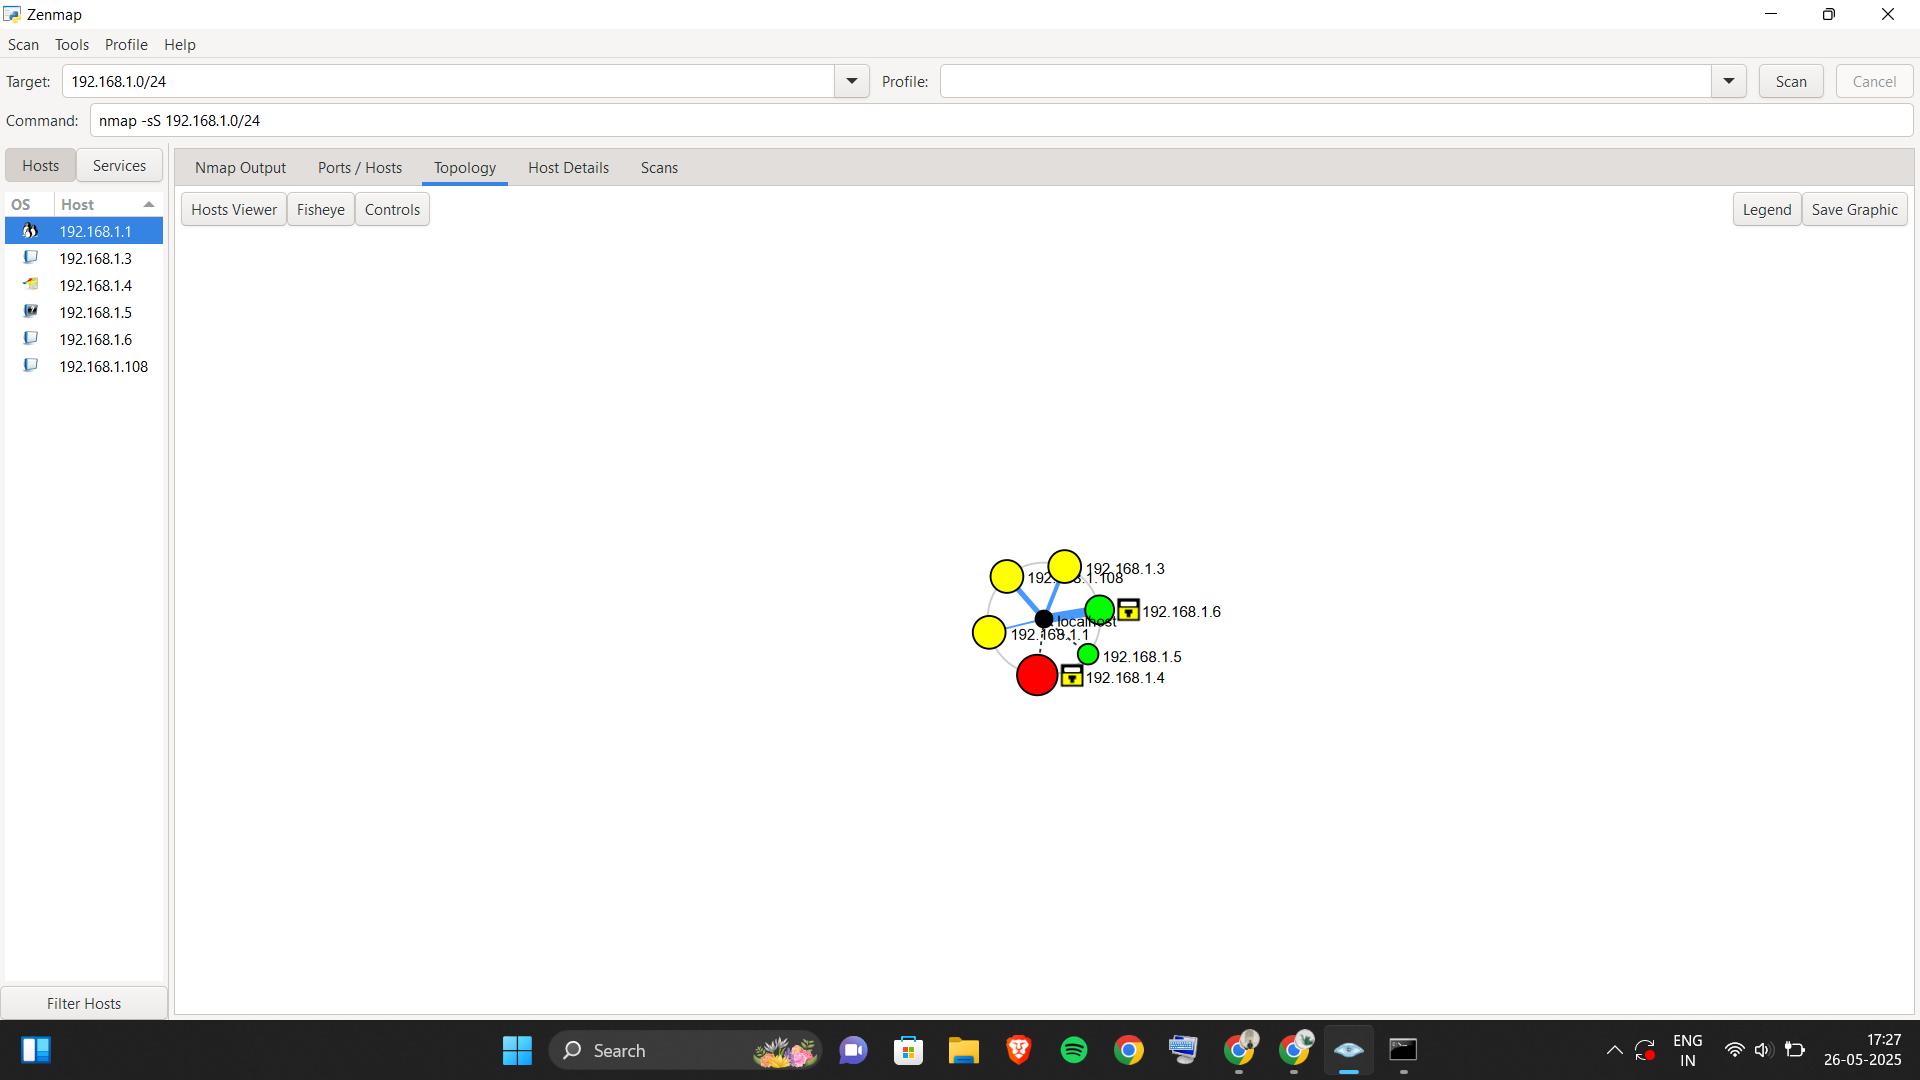 Zenmap
Scan Tools Profile Help
Target: 192.168.1.0/24 Profile: Scan Cancel
Command: nmap -sS 192.168.1.0/24
Hosts Services
Nmap Output Ports / Hosts Topology Host Details Scans
OS Host
Hosts Viewer Fisheye Controls Legend Save Graphic
192.168.1.1
192.168.1.3
192.168.1.4
192.168.1.5
192.168.1.6
192.168.1.108
192.168.1.3
192.168.1.108
192.168.1.6
localhost
192.168.1.1
192.168.1.5
192.168.1.4
Filter Hosts
Search
ENG
IN
17:27
26-05-2025